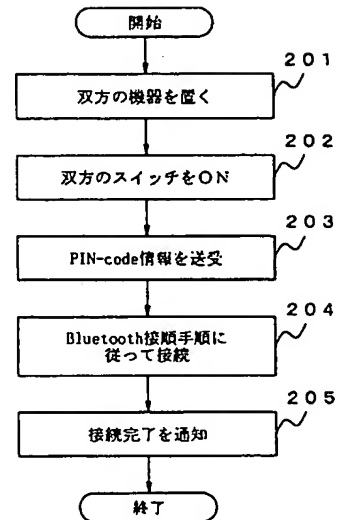 開始
201
双方の機器を置く
202
双方のスイッチをON
203
PIN-code情報を送受
204
Bluetooth接順手順に
従って接続
205
接続完了を通知
終了